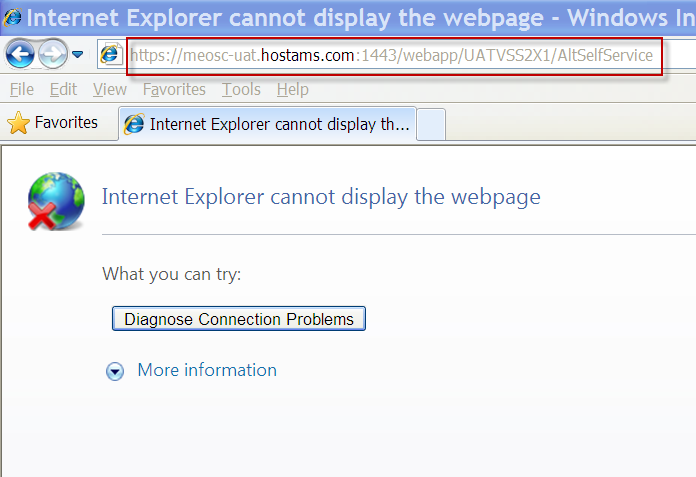 Internet Explorer cannot display the webpage - Windows In
https://meosc-uat.hostams.com:1443/webapp/UATVSS2X1/AltSelfService
File Edit View Favorites Tools Help
Favorites Internet Explorer cannot display th...
Internet Explorer cannot display the webpage
What you can try:
Diagnose Connection Problems
More information